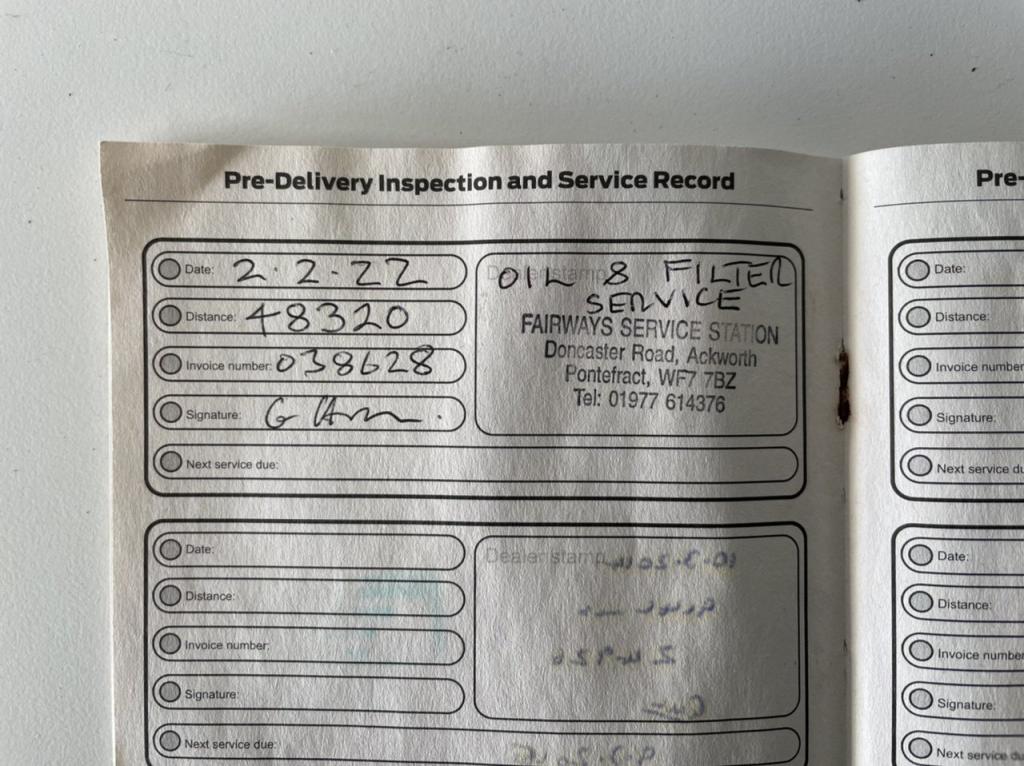 Pre-Delivery Inspection and Service Record
Date: 2.2.22
Distance: 48320
Invoice number: 038628
Signature:
Next service due:
Dealer stamp
OIL & FILTER
SERVICE
FAIRWAYS SERVICE STATION
Doncaster Road, Ackworth
Pontefract, WF7 7BZ
Tel: 01977 614376
Date:
Distance:
Invoice number:
Signature:
Next service due:
Dealer stamp
Pre-
Date:
Distance:
Invoice number
Signature:
Next service du
Date:
Distance:
Invoice number
Signature:
Next service du